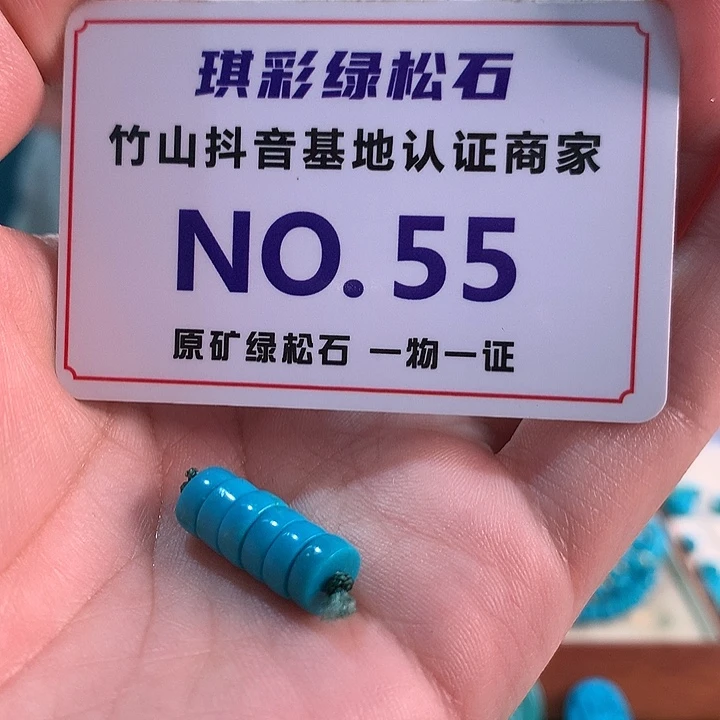 琪彩绿松石
竹山抖音基地认证商家
NO. 55
原矿绿松石 一物一证